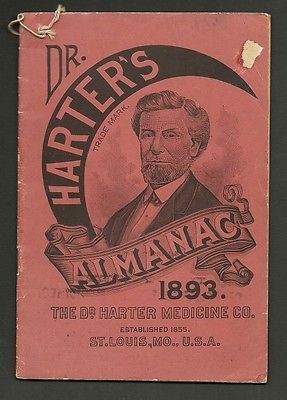 DR.
HARTER'S
TRADE MARK.
ALMANAC
1893.
THE DR HARTER MEDICINE CO.
ESTABLISHED 1855.
ST. LOUIS, MO., U.S.A.